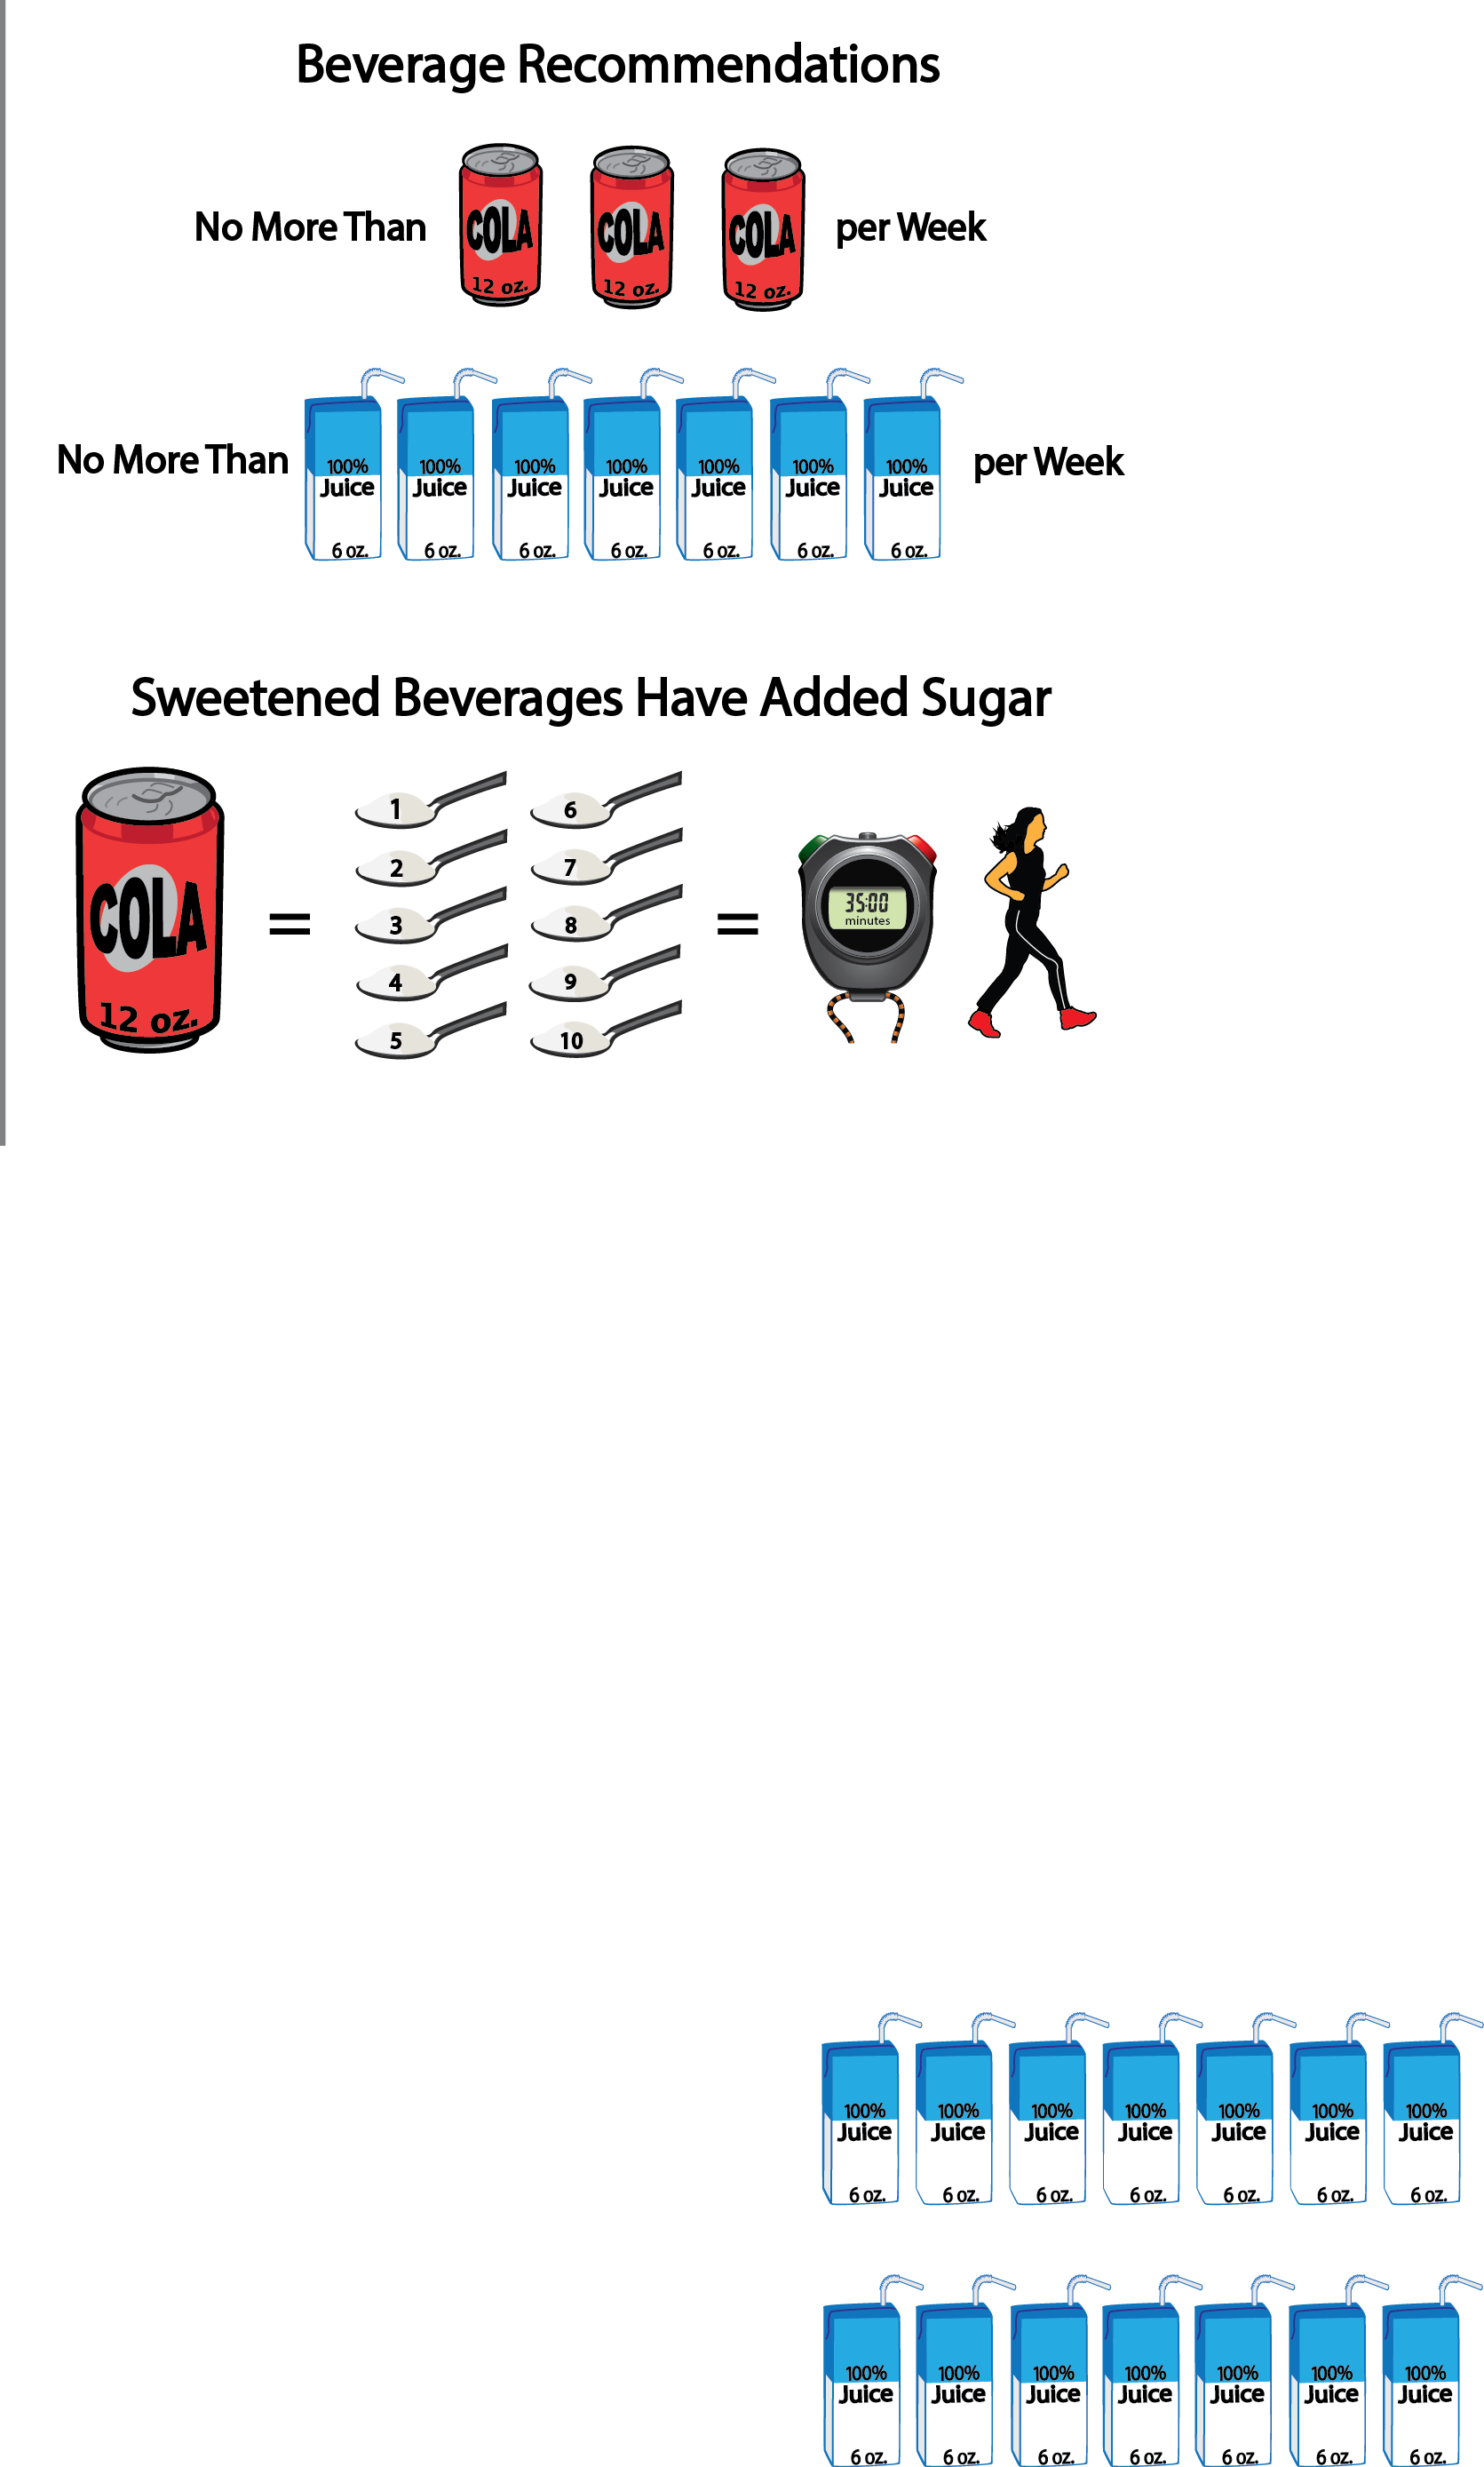 Beverage Recommendations
No More Than COLA COLA COLA per Week
12 oz. 12 oz. 12 oz.
No More Than 100% 100% 100% 100% 100% 100% 100% per Week
Juice Juice Juice Juice Juice Juice Juice
6 oz. 6 oz. 6 oz. 6 oz. 6 oz. 6 oz. 6 oz.
Sweetened Beverages Have Added Sugar
COLA
12 oz.
=
1 6
2 7
3 8
4 9
5 10
=
35:00
minutes
100% 100% 100% 100% 100% 100% 100%
Juice Juice Juice Juice Juice Juice Juice
6 oz. 6 oz. 6 oz. 6 oz. 6 oz. 6 oz. 6 oz.
100% 100% 100% 100% 100% 100% 100%
Juice Juice Juice Juice Juice Juice Juice
6 oz. 6 oz. 6 oz. 6 oz. 6 oz. 6 oz. 6 oz.